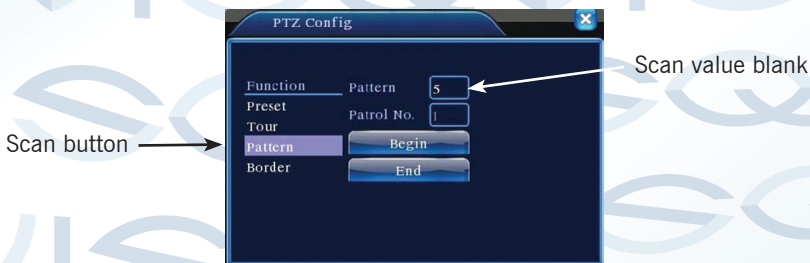 PTZ Config
Scan value blank
Function Pattern 5
Preset Patrol No. 1
Tour
Scan button
Pattern Begin
Border End